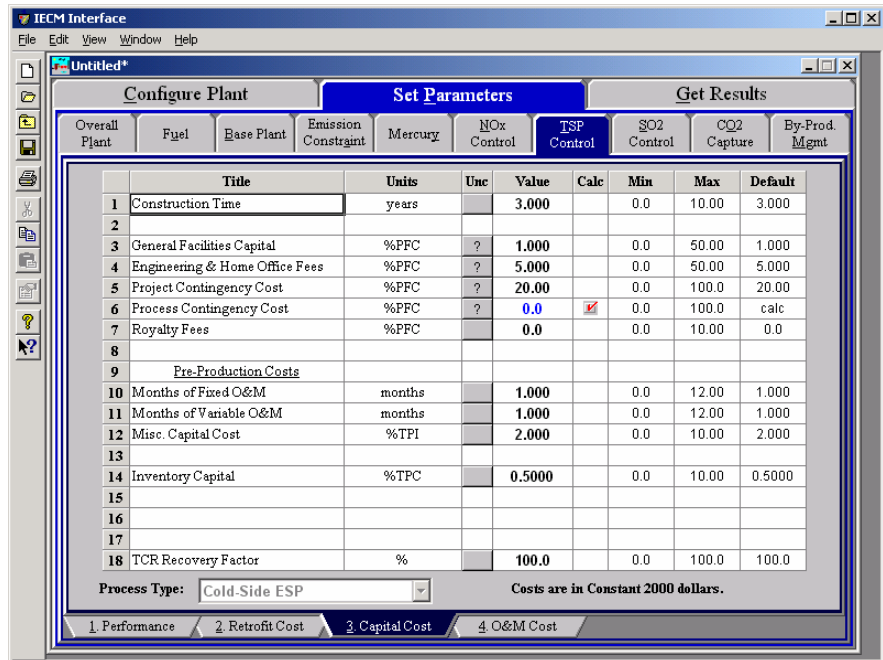 IECM Interface
File Edit View Window Help
Untitled*
Configure Plant Set Parameters Get Results
Overall Plant Fuel Base Plant Emission Constraint Mercury NOx Control TSP Control SO2 Control CO2 Capture By-Prod. Mgmt
Title Units Unc Value Calc Min Max Default
1 Construction Time years 3.000 0.0 10.00 3.000
2
3 General Facilities Capital %PFC ? 1.000 0.0 50.00 1.000
4 Engineering & Home Office Fees %PFC ? 5.000 0.0 50.00 5.000
5 Project Contingency Cost %PFC ? 20.00 0.0 100.0 20.00
6 Process Contingency Cost %PFC ? 0.0 0.0 100.0 calc
7 Royalty Fees %PFC 0.0 0.0 10.00 0.0
8
9 Pre-Production Costs
10 Months of Fixed O&M months 1.000 0.0 12.00 1.000
11 Months of Variable O&M months 1.000 0.0 12.00 1.000
12 Misc. Capital Cost %TPI 2.000 0.0 10.00 2.000
13
14 Inventory Capital %TPC 0.5000 0.0 10.00 0.5000
15
16
17
18 TCR Recovery Factor % 100.0 0.0 100.0 100.0
Process Type: Cold-Side ESP Costs are in Constant 2000 dollars.
1. Performance 2. Retrofit Cost 3. Capital Cost 4. O&M Cost